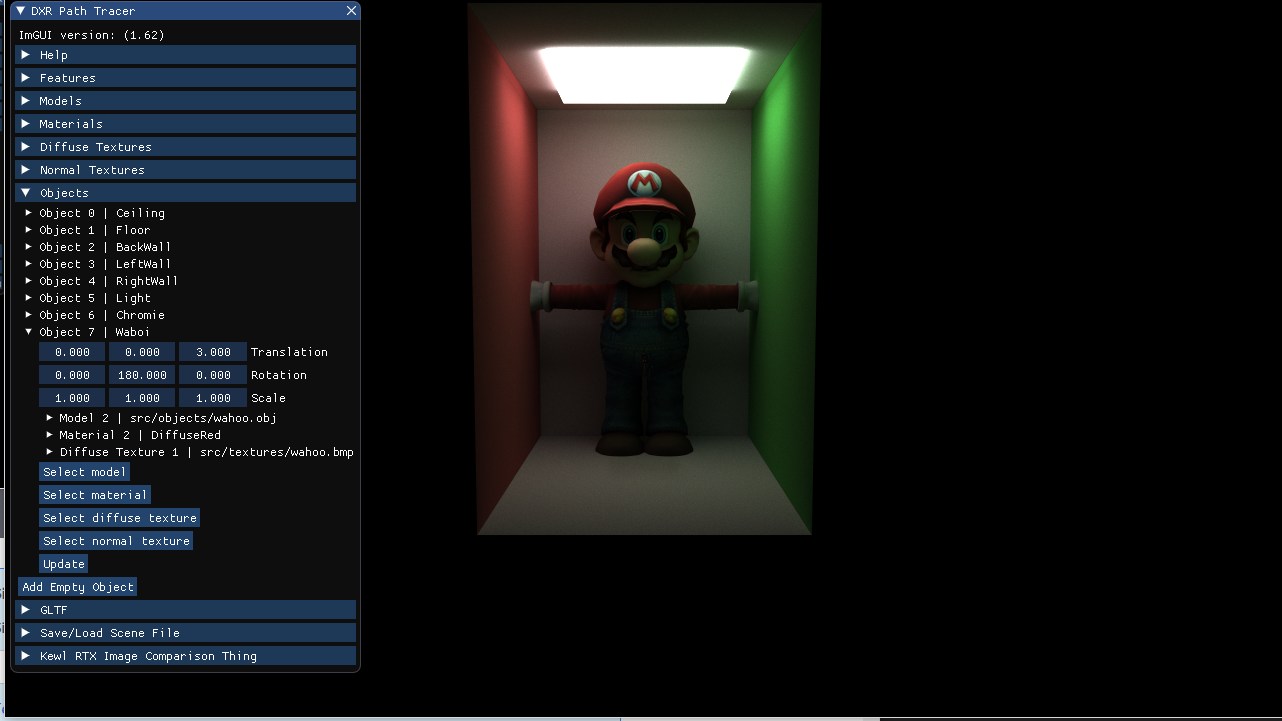 DXR Path Tracer
ImGUI version: (1.62)
Help
Features
Models
Materials
Diffuse Textures
Normal Textures
Objects
Object 0 | Ceiling
Object 1 | Floor
Object 2 | BackWall
Object 3 | LeftWall
Object 4 | RightWall
Object 5 | Light
Object 6 | Chromie
Object 7 | Waboi
0.000 0.000 3.000 Translation
0.000 180.000 0.000 Rotation
1.000 1.000 1.000 Scale
Model 2 | src/objects/wahoo.obj
Material 2 | DiffuseRed
Diffuse Texture 1 | src/textures/wahoo.bmp
Select model
Select material
Select diffuse texture
Select normal texture
Update
Add Empty Object
GLTF
Save/Load Scene File
Kewl RTX Image Comparison Thing
M